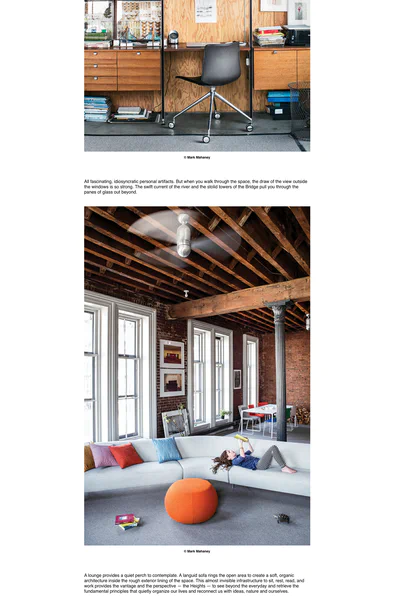 © Mark Mahaney
All fascinating, idiosyncratic personal artifacts. But when you walk through the space, the draw of the view outside
the windows is so strong. The swift current of the river and the stolid towers of the Bridge pull you through the
panes of glass out beyond.
© Mark Mahaney
A lounge provides a quiet perch to contemplate. A languid sofa rings the open area to create a soft, organic
architecture inside the rough exterior lining of the space. This almost invisible infrastructure to sit, rest, read, and
work provides the vantage and the perspective — the Heights — to see beyond the everyday and retrieve the
fundamental principles that quietly organize our lives and reconnect us with ideas, nature and ourselves.